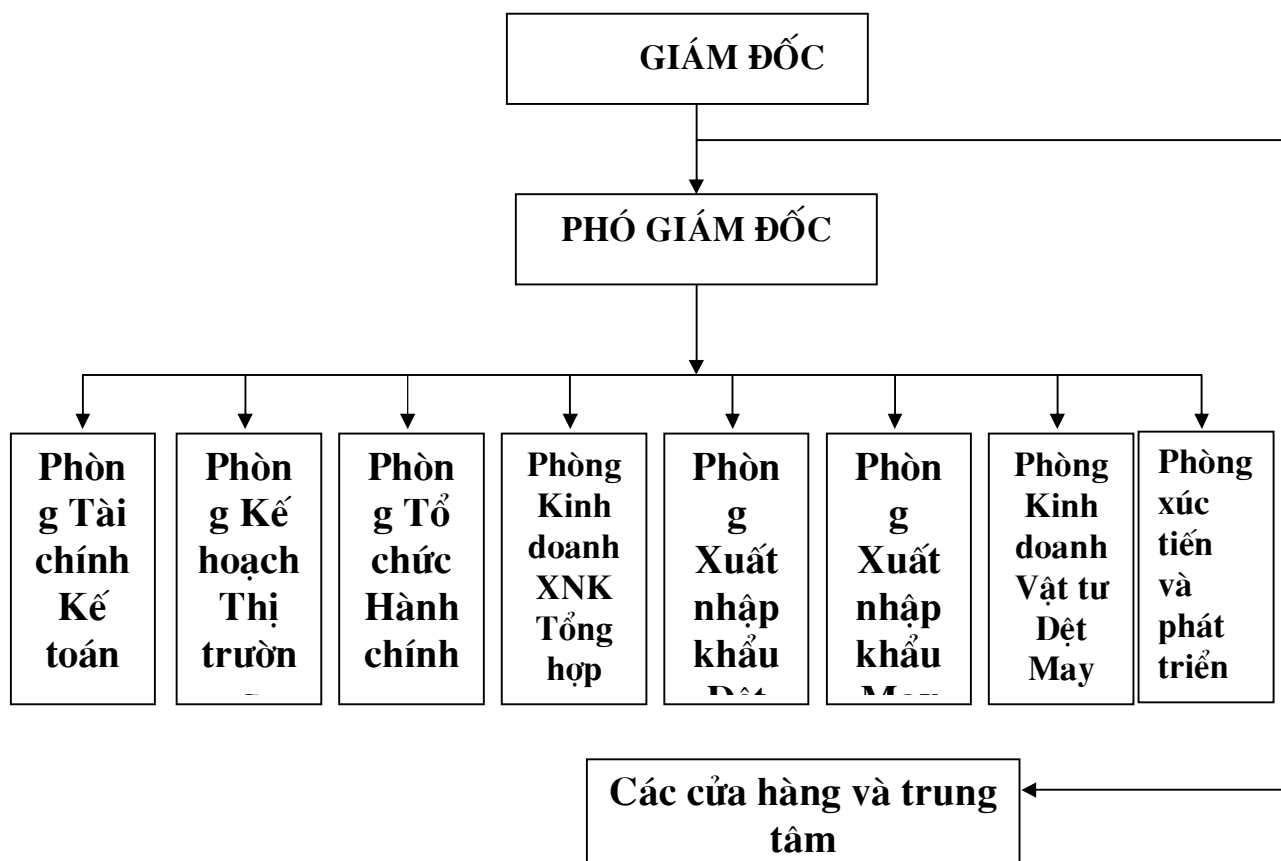 GIÁM ĐỐC
PHÓ GIÁM ĐỐC
Phòn
g Tài
chính
Kế
toán
Phòn
g Kế
hoạch
Thị
trườn
Phòn
g Tổ
chức
Hành
chính
Phòng
Kinh
doanh
XNK
Tổng
hợp
Phòn
g
Xuất
nhập
khẩu
Dệt
Phòn
g
Xuất
nhập
khẩu
May
Phòng
Kinh
doanh
Vật tư
Dệt
May
Phòng
xúc
tiến
và
phát
triển
Các cửa hàng và trung
tâm